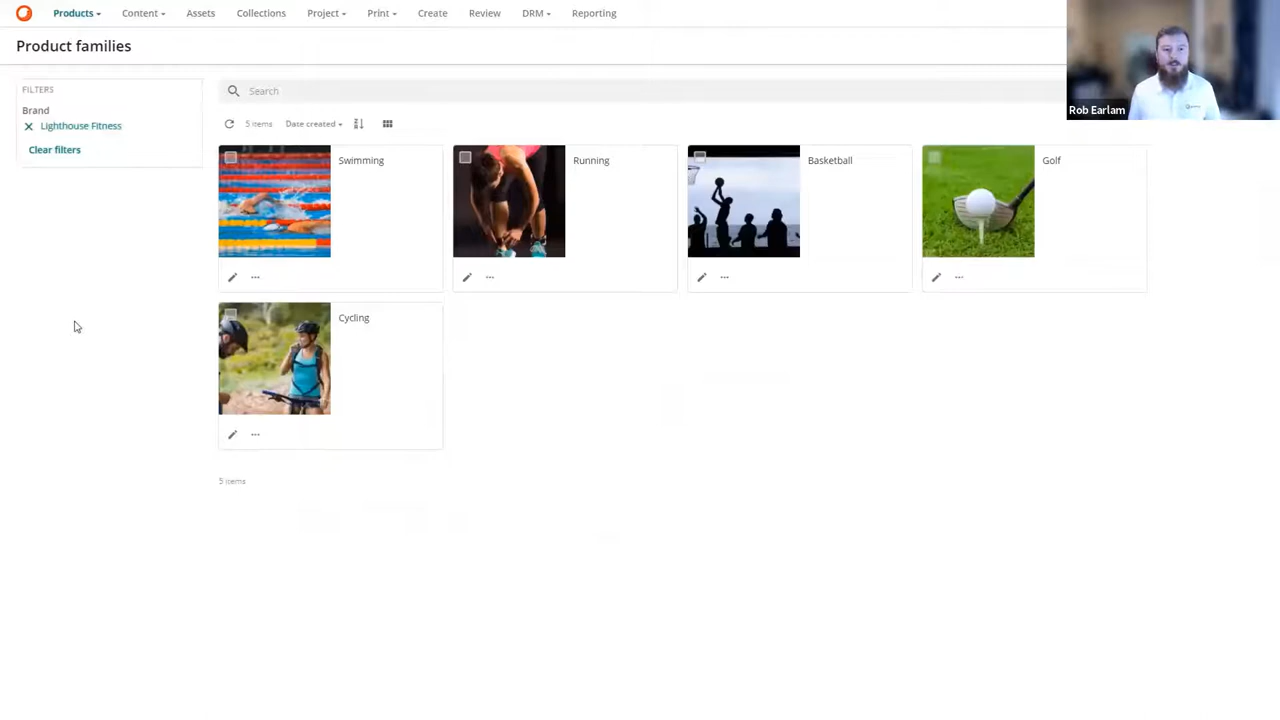 Products Content Assets Collections Project Print Create Review DRM Reporting
Product families
Rob Earlam
FILTERS
Brand
Lighthouse Fitness
Clear filters
Search
5 items Date created
Swimming
Running
Basketball
Golf
Cycling
5 items